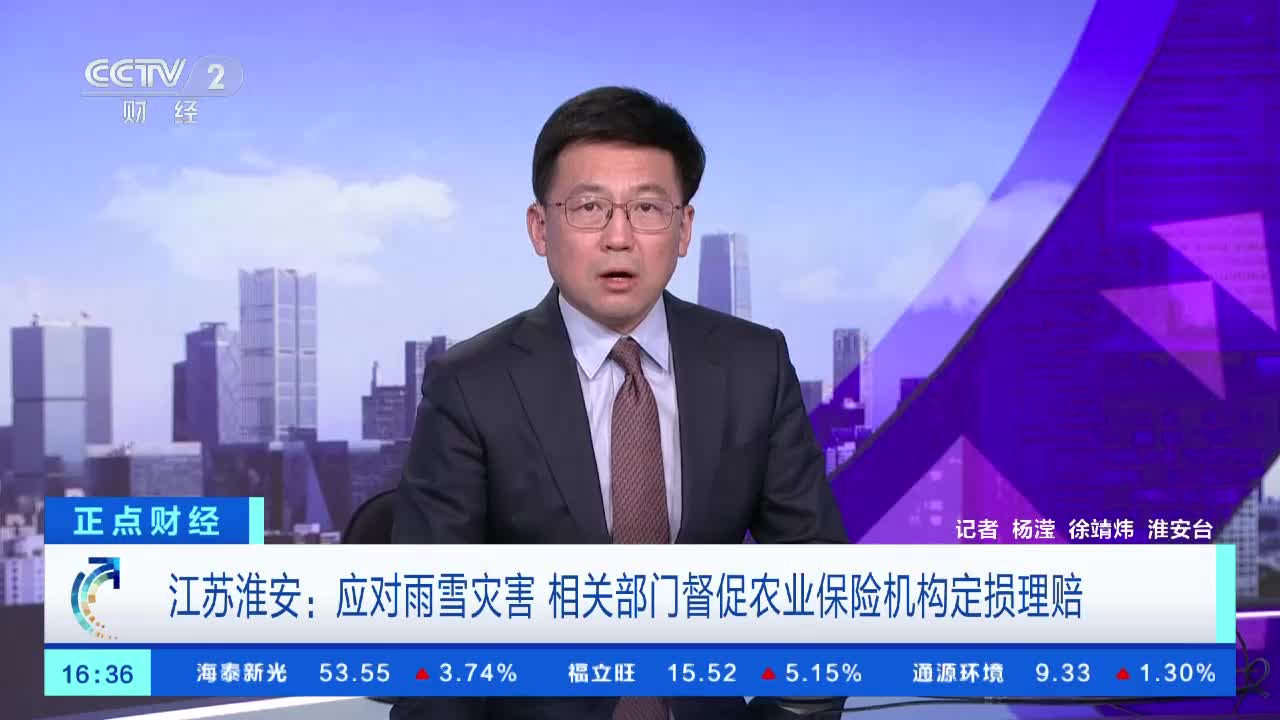 CCTV 2
财 经
正点财经
记者 杨滢 徐靖炜 淮安台
江苏淮安：应对雨雪灾害 相关部门督促农业保险机构定损理赔
16:36 海泰新光 53.55 ▲ 3.74% 福立旺 15.52 ▲ 5.15% 通源环境 9.33 ▲ 1.30%